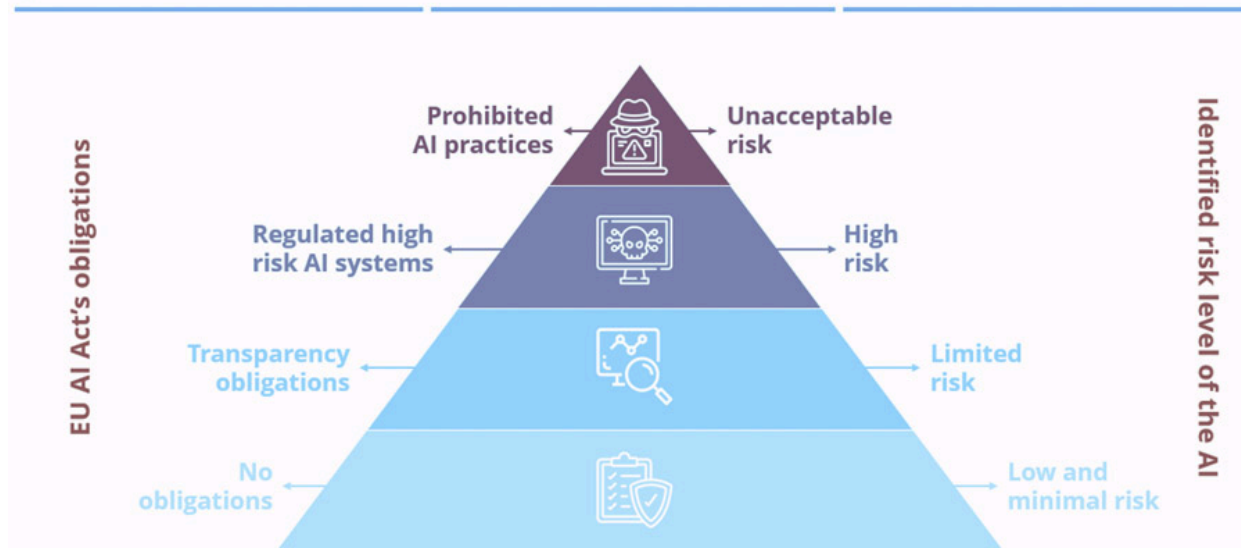 Prohibited
AI practices
Unacceptable
risk
EU AI Act's obligations
Identified risk level of the AI
Regulated high
risk AI systems
High
risk
Transparency
obligations
Limited
risk
No
obligations
Low and
minimal risk